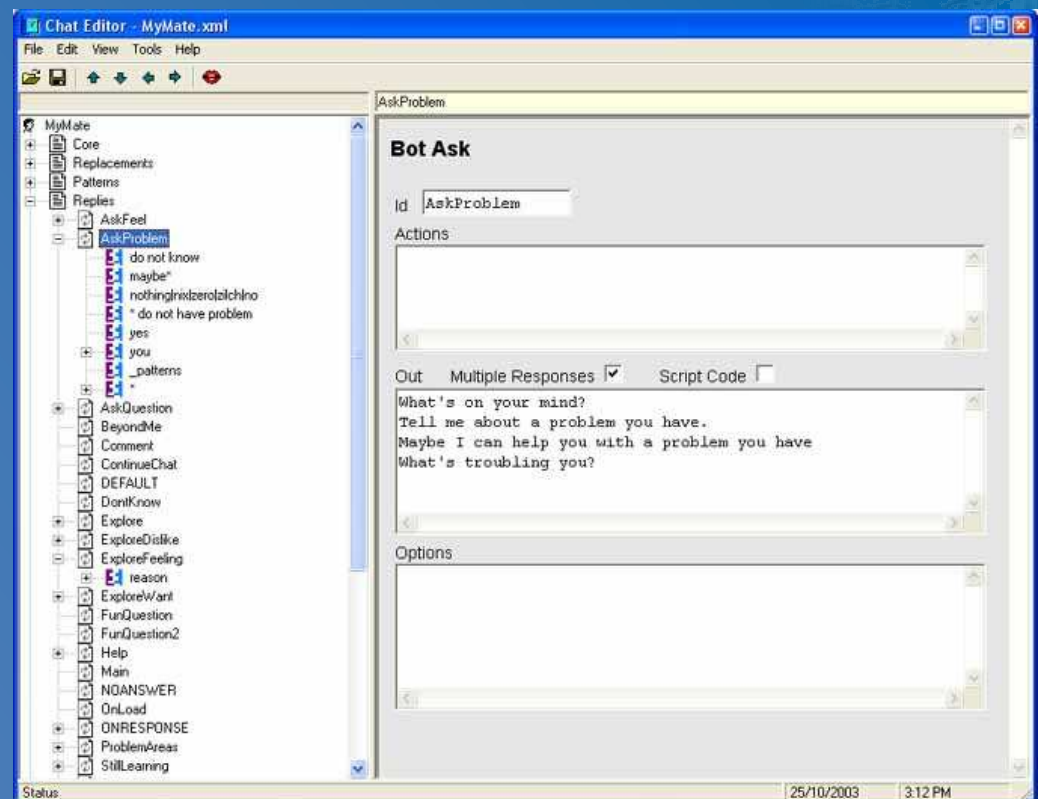 Chat Editor - MyMate.xml
File Edit View Tools Help
AskProblem
MyMate
Core
Replacements
Patterns
Replies
AskFeel
AskProblem
do not know
maybe*
nothing|nix|zero|zilch|no
* do not have problem
yes
you
_patterns
*
AskQuestion
BeyondMe
Comment
ContinueChat
DEFAULT
DontKnow
Explore
ExploreDislike
ExploreFeeling
reason
ExploreWant
FunQuestion
FunQuestion2
Help
Main
NOANSWER
OnLoad
ONRESPONSE
ProblemAreas
StillLearning
Bot Ask
Id AskProblem
Actions
Out Multiple Responses Script Code
What's on your mind?
Tell me about a problem you have.
Maybe I can help you with a problem you have
What's troubling you?
Options
Status 25/10/2003 3:12 PM